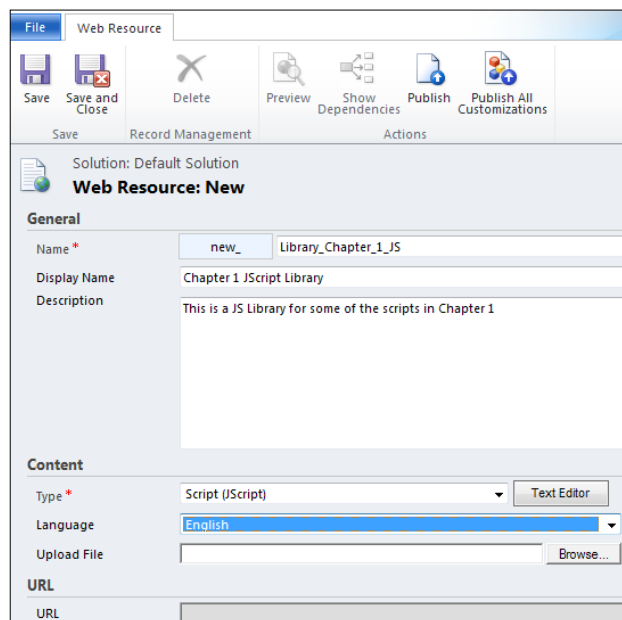 File Web Resource
Save Save and Close Delete Preview Show Dependencies Publish Publish All Customizations
Save Record Management Actions
Solution: Default Solution
Web Resource: New
General
Name * new_ Library_Chapter_1_JS
Display Name Chapter 1 JScript Library
Description This is a JS Library for some of the scripts in Chapter 1
Content
Type * Script (JScript) Text Editor
Language English
Upload File Browse...
URL
URL